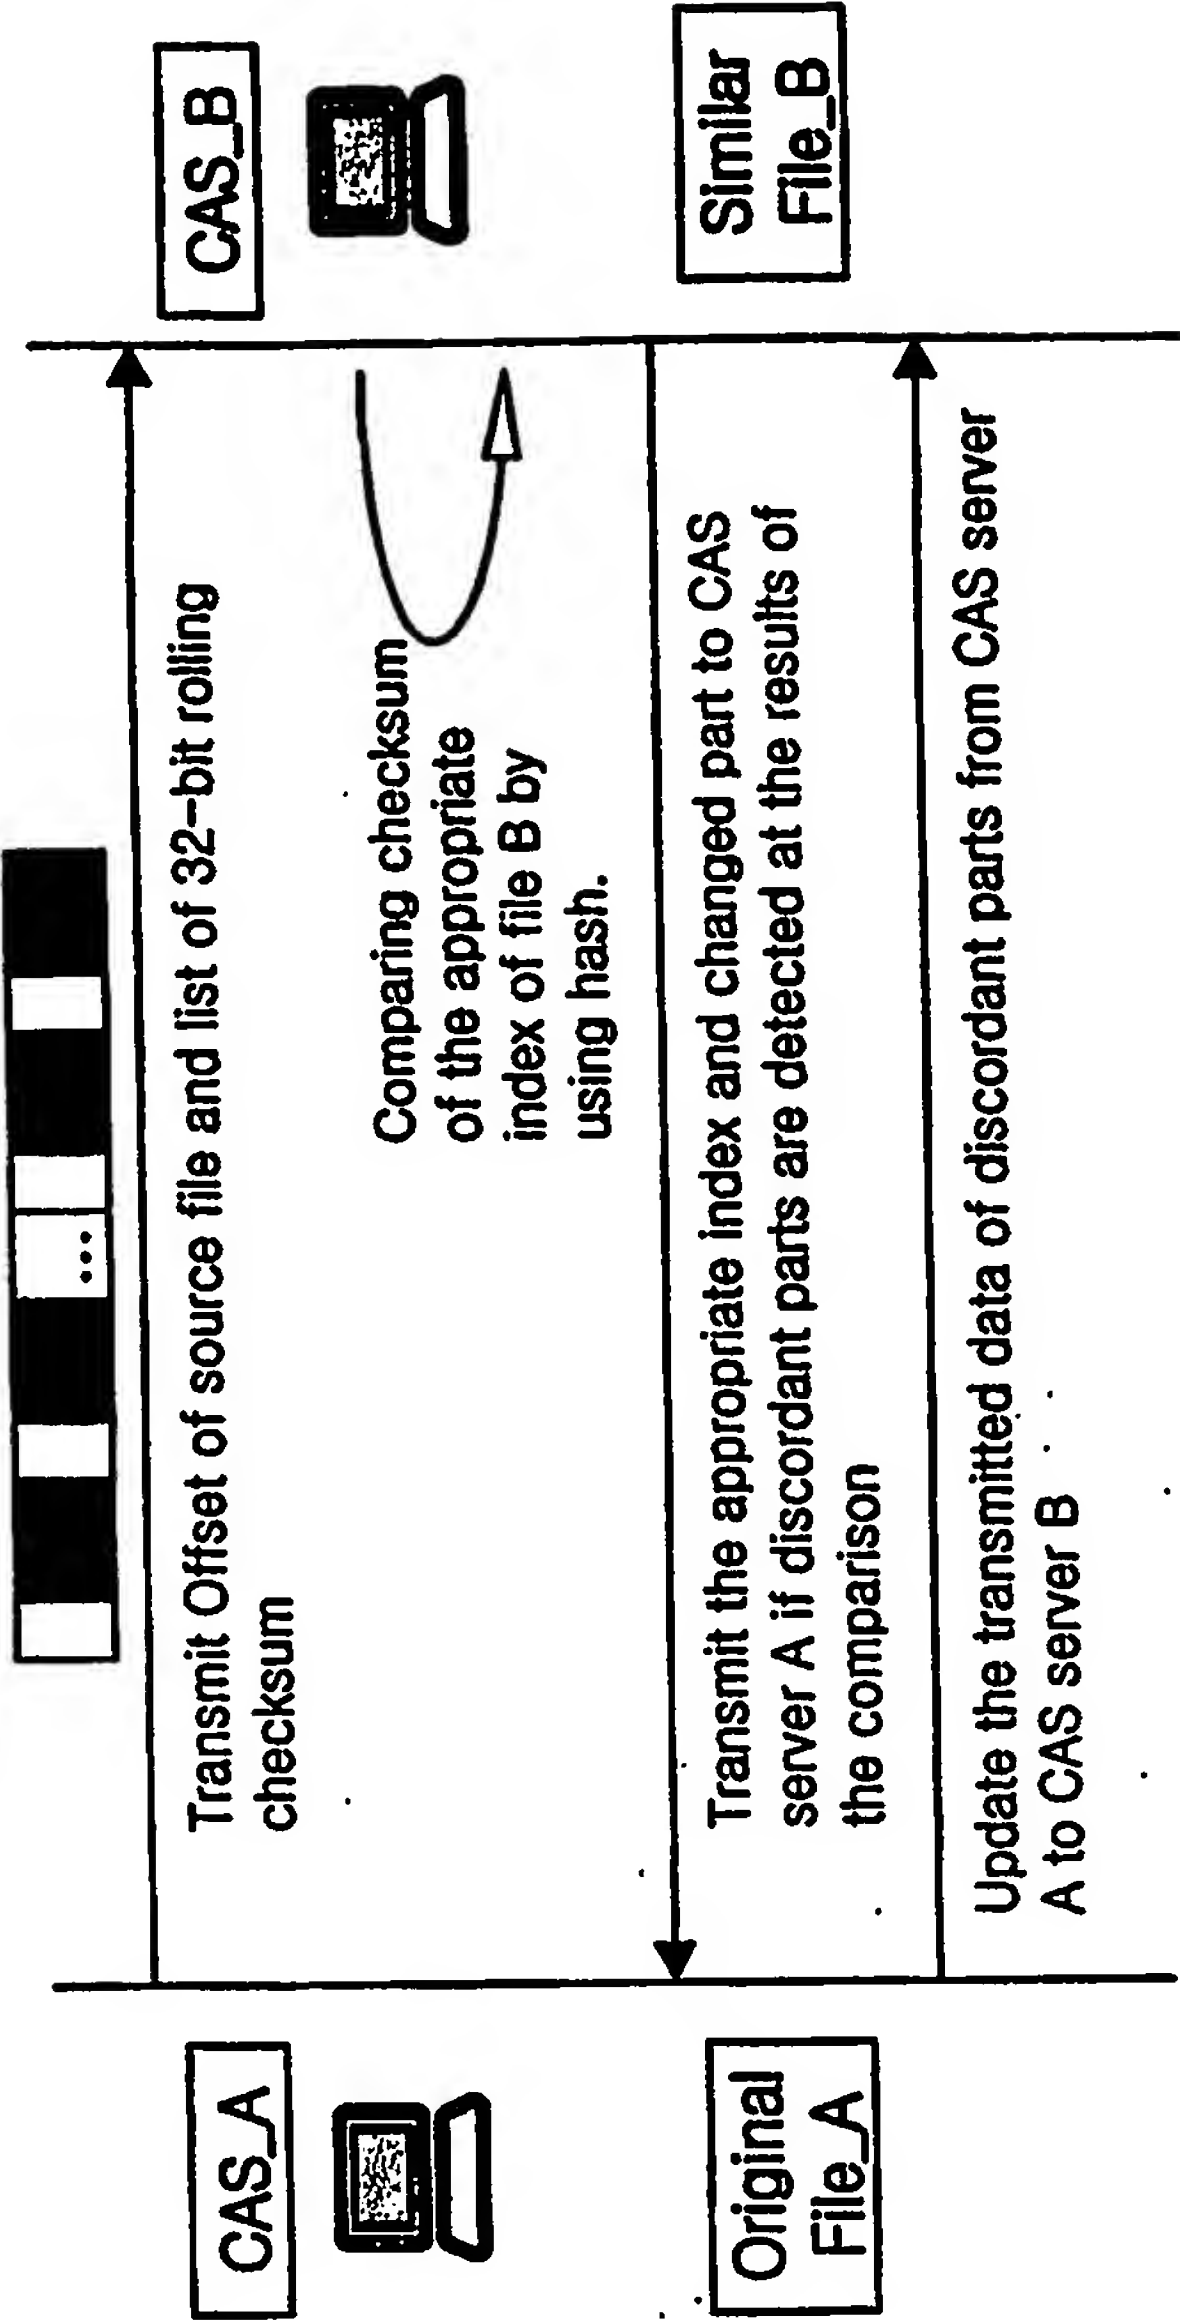 CAS_A
CAS_B
...
Transmit Offset of source file and list of 32-bit rolling
checksum
Comparing checksum
of the appropriate
index of file B by
using hash.
Original
File_A
Similar
File_B
Transmit the appropriate index and changed part to CAS
server A if discordant parts are detected at the results of
the comparison
Update the transmitted data of discordant parts from CAS server
A to CAS server B